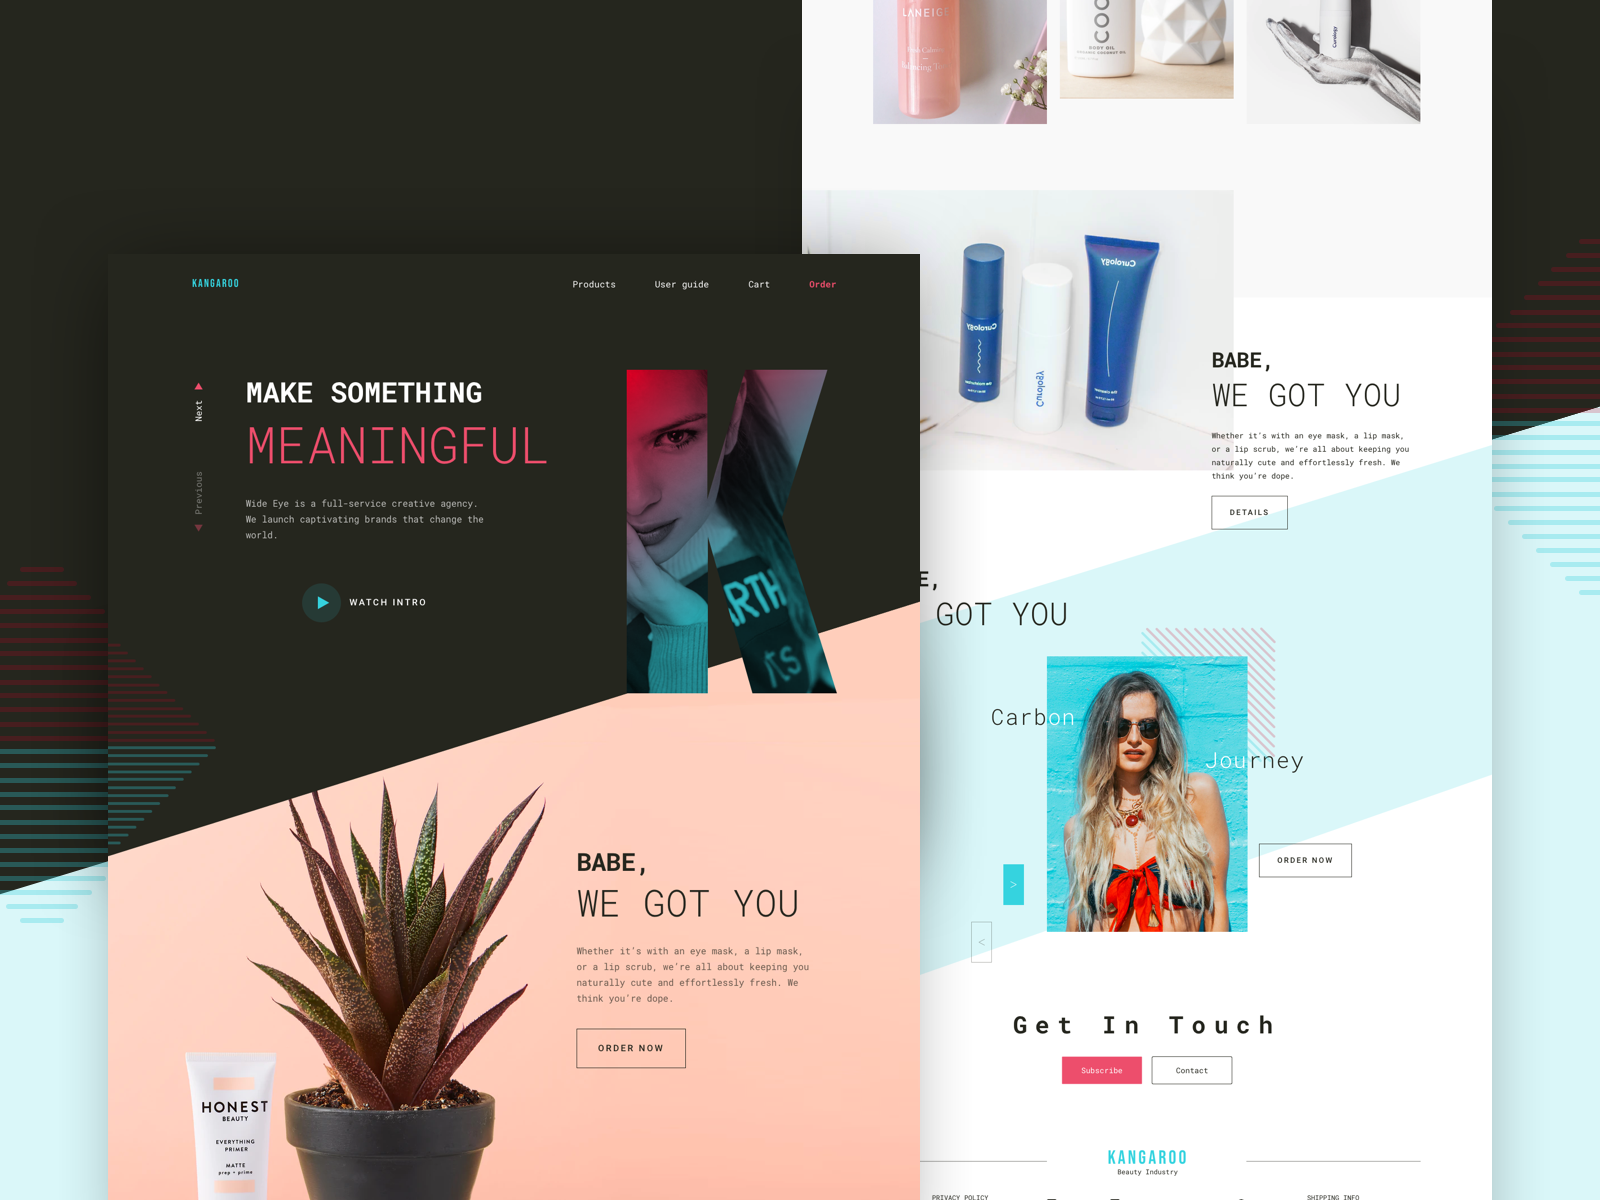 LANEIGE
COCO
BODY OIL
Curology
Curology
Curology
Curology
KANGAROO
Products
User guide
Cart
Order
Next
Previous
MAKE SOMETHING
MEANINGFUL
Wide Eye is a full-service creative agency.
We launch captivating brands that change the
world.
WATCH INTRO
ARTH
its
BABE,
WE GOT YOU
Whether it's with an eye mask, a lip mask,
or a lip scrub, we're all about keeping you
naturally cute and effortlessly fresh. We
think you're dope.
ORDER NOW
HONEST
BEAUTY
EVERYTHING
PRIMER
MATTE
prep + prime
BABE,
WE GOT YOU
Whether it's with an eye mask, a lip mask,
or a lip scrub, we're all about keeping you
naturally cute and effortlessly fresh. We
think you're dope.
DETAILS
E,
GOT YOU
Carbon
Journey
>
<
ORDER NOW
Get In Touch
Subscribe
Contact
KANGAROO
Beauty Industry
PRIVACY POLICY
SHIPPING INFO